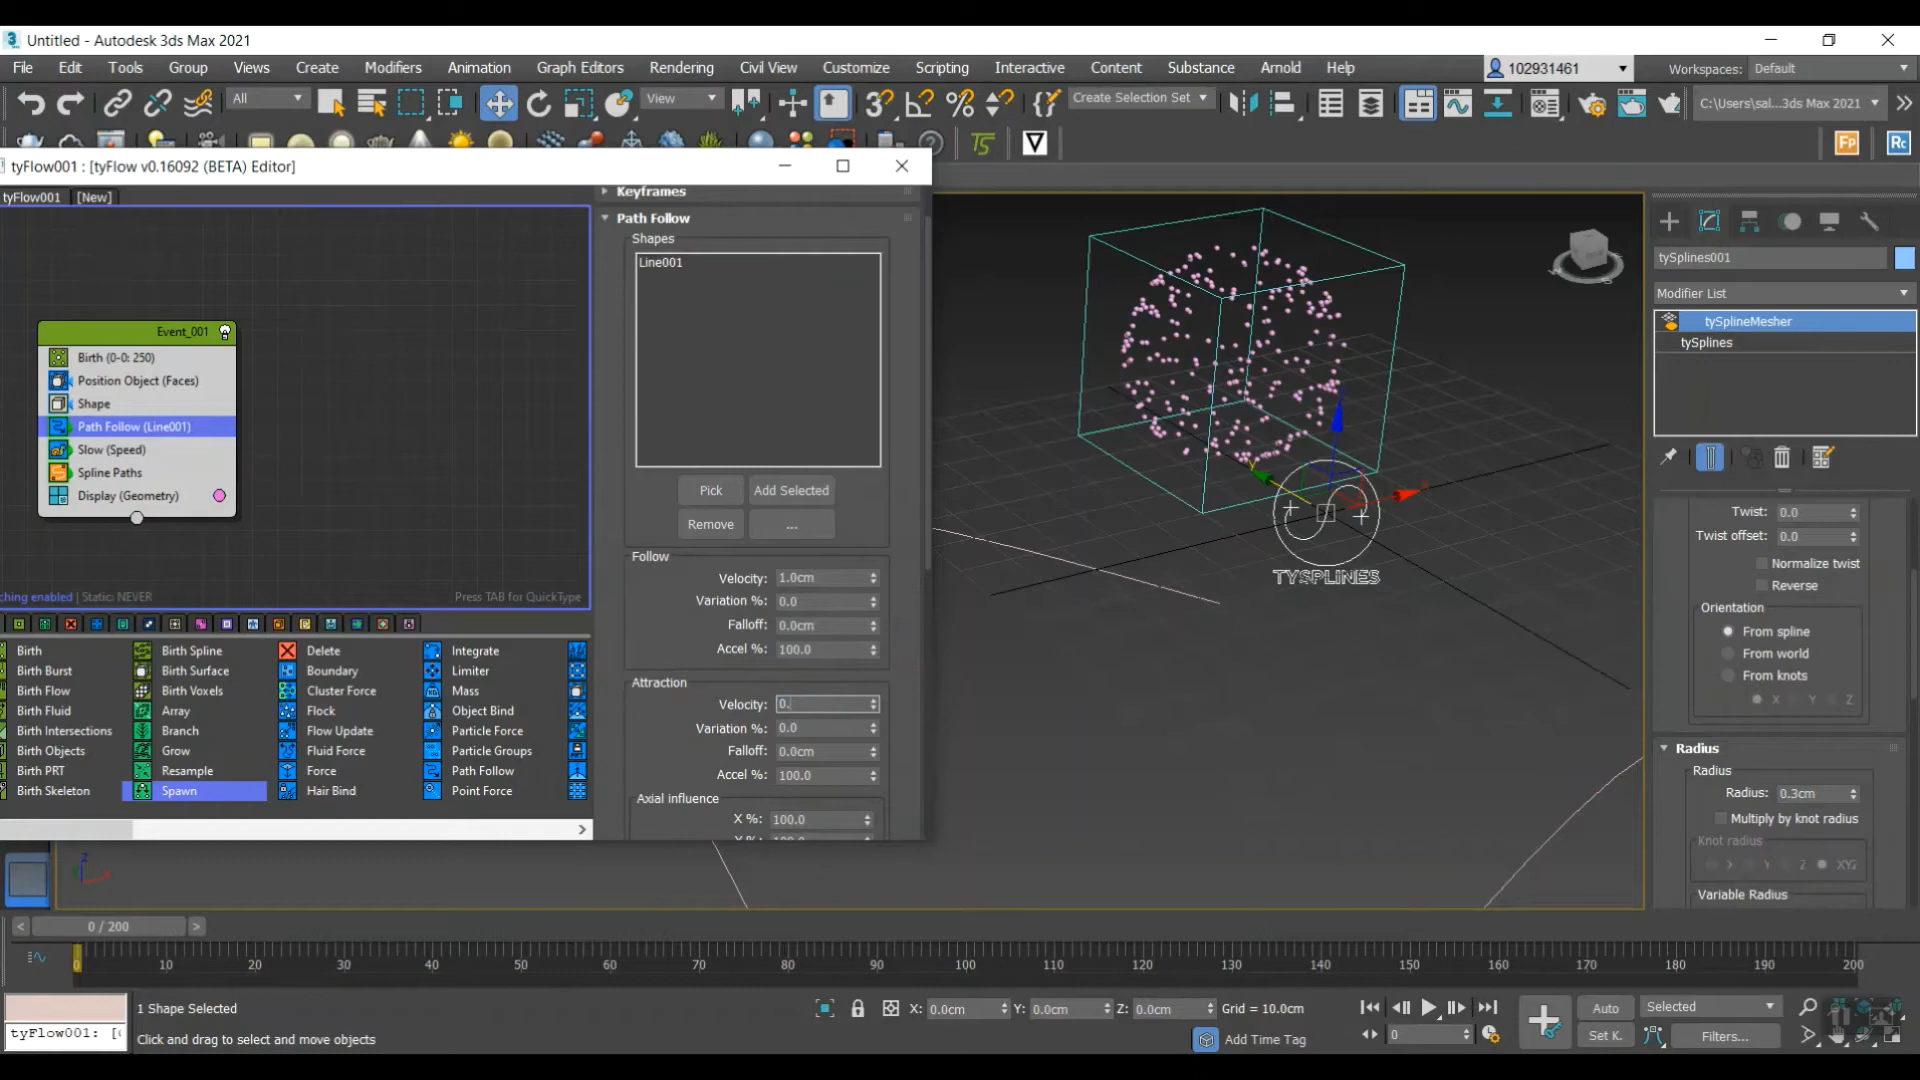 Untitled - Autodesk 3ds Max 2021
File Edit Tools Group Views Create Modifiers Animation Graph Editors Rendering Civil View Customize Scripting Interactive Content Substance Arnold Help
102931461
Workspaces: Default
All
View
Create Selection Set
C:\Users\sal...3ds Max 2021
tyFlow001 : [tyFlow v0.16092 (BETA) Editor]
tyFlow001 [New]
Event_001
Birth (0-0: 250)
Position Object (Faces)
Shape
Path Follow (Line001)
Slow (Speed)
Spline Paths
Display (Geometry)
ching enabled | Static: NEVER
Press TAB for QuickType
Birth
Birth Burst
Birth Flow
Birth Fluid
Birth Intersections
Birth Objects
Birth PRT
Birth Skeleton
Birth Spline
Birth Surface
Birth Voxels
Array
Branch
Grow
Resample
Spawn
Delete
Boundary
Cluster Force
Flock
Flow Update
Fluid Force
Force
Hair Bind
Integrate
Limiter
Mass
Object Bind
Particle Force
Particle Groups
Path Follow
Point Force
Keyframes
Path Follow
Shapes
Line001
Pick Add Selected
Remove ...
Follow
Velocity: 1.0cm
Variation %: 0.0
Falloff: 0.0cm
Accel %: 100.0
Attraction
Velocity: 0.
Variation %: 0.0
Falloff: 0.0cm
Accel %: 100.0
Axial influence
X %: 100.0
TYSPLINES
tySplines001
Modifier List
tySplineMesher
tySplines
Twist: 0.0
Twist offset: 0.0
Normalize twist
Reverse
Orientation
From spline
From world
From knots
X Y Z
Radius
Radius
Radius: 0.3cm
Multiply by knot radius
Knot radius
X Y Z XYZ
Variable Radius
0 / 200
0 10 20 30 40 50 60 70 80 90 100 110 120 130 140 150 160 170 180 190 200
1 Shape Selected
tyFlow001: [
Click and drag to select and move objects
X: 0.0cm Y: 0.0cm Z: 0.0cm Grid = 10.0cm
Add Time Tag
0
Auto Selected
Set K. Filters...